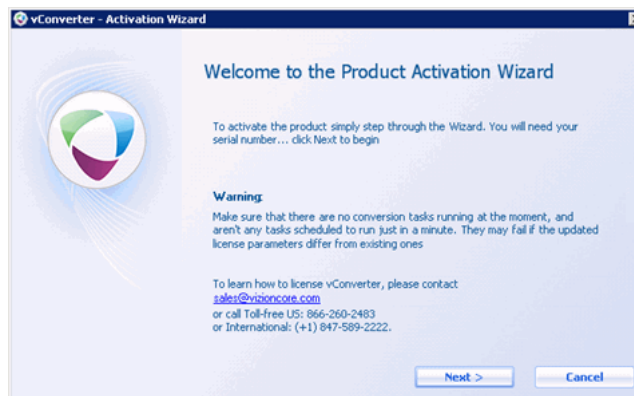 vConverter - Activation Wizard
Welcome to the Product Activation Wizard
To activate the product simply step through the Wizard. You will need your
serial number... click Next to begin
Warning:
Make sure that there are no conversion tasks running at the moment, and
aren't any tasks scheduled to run just in a minute. They may fail if the updated
license parameters differ from existing ones
To learn how to license vConverter, please contact
sales@vizioncore.com
or call Toll-free US: 866-260-2483
or International: (+1) 847-589-2222.
Next >
Cancel